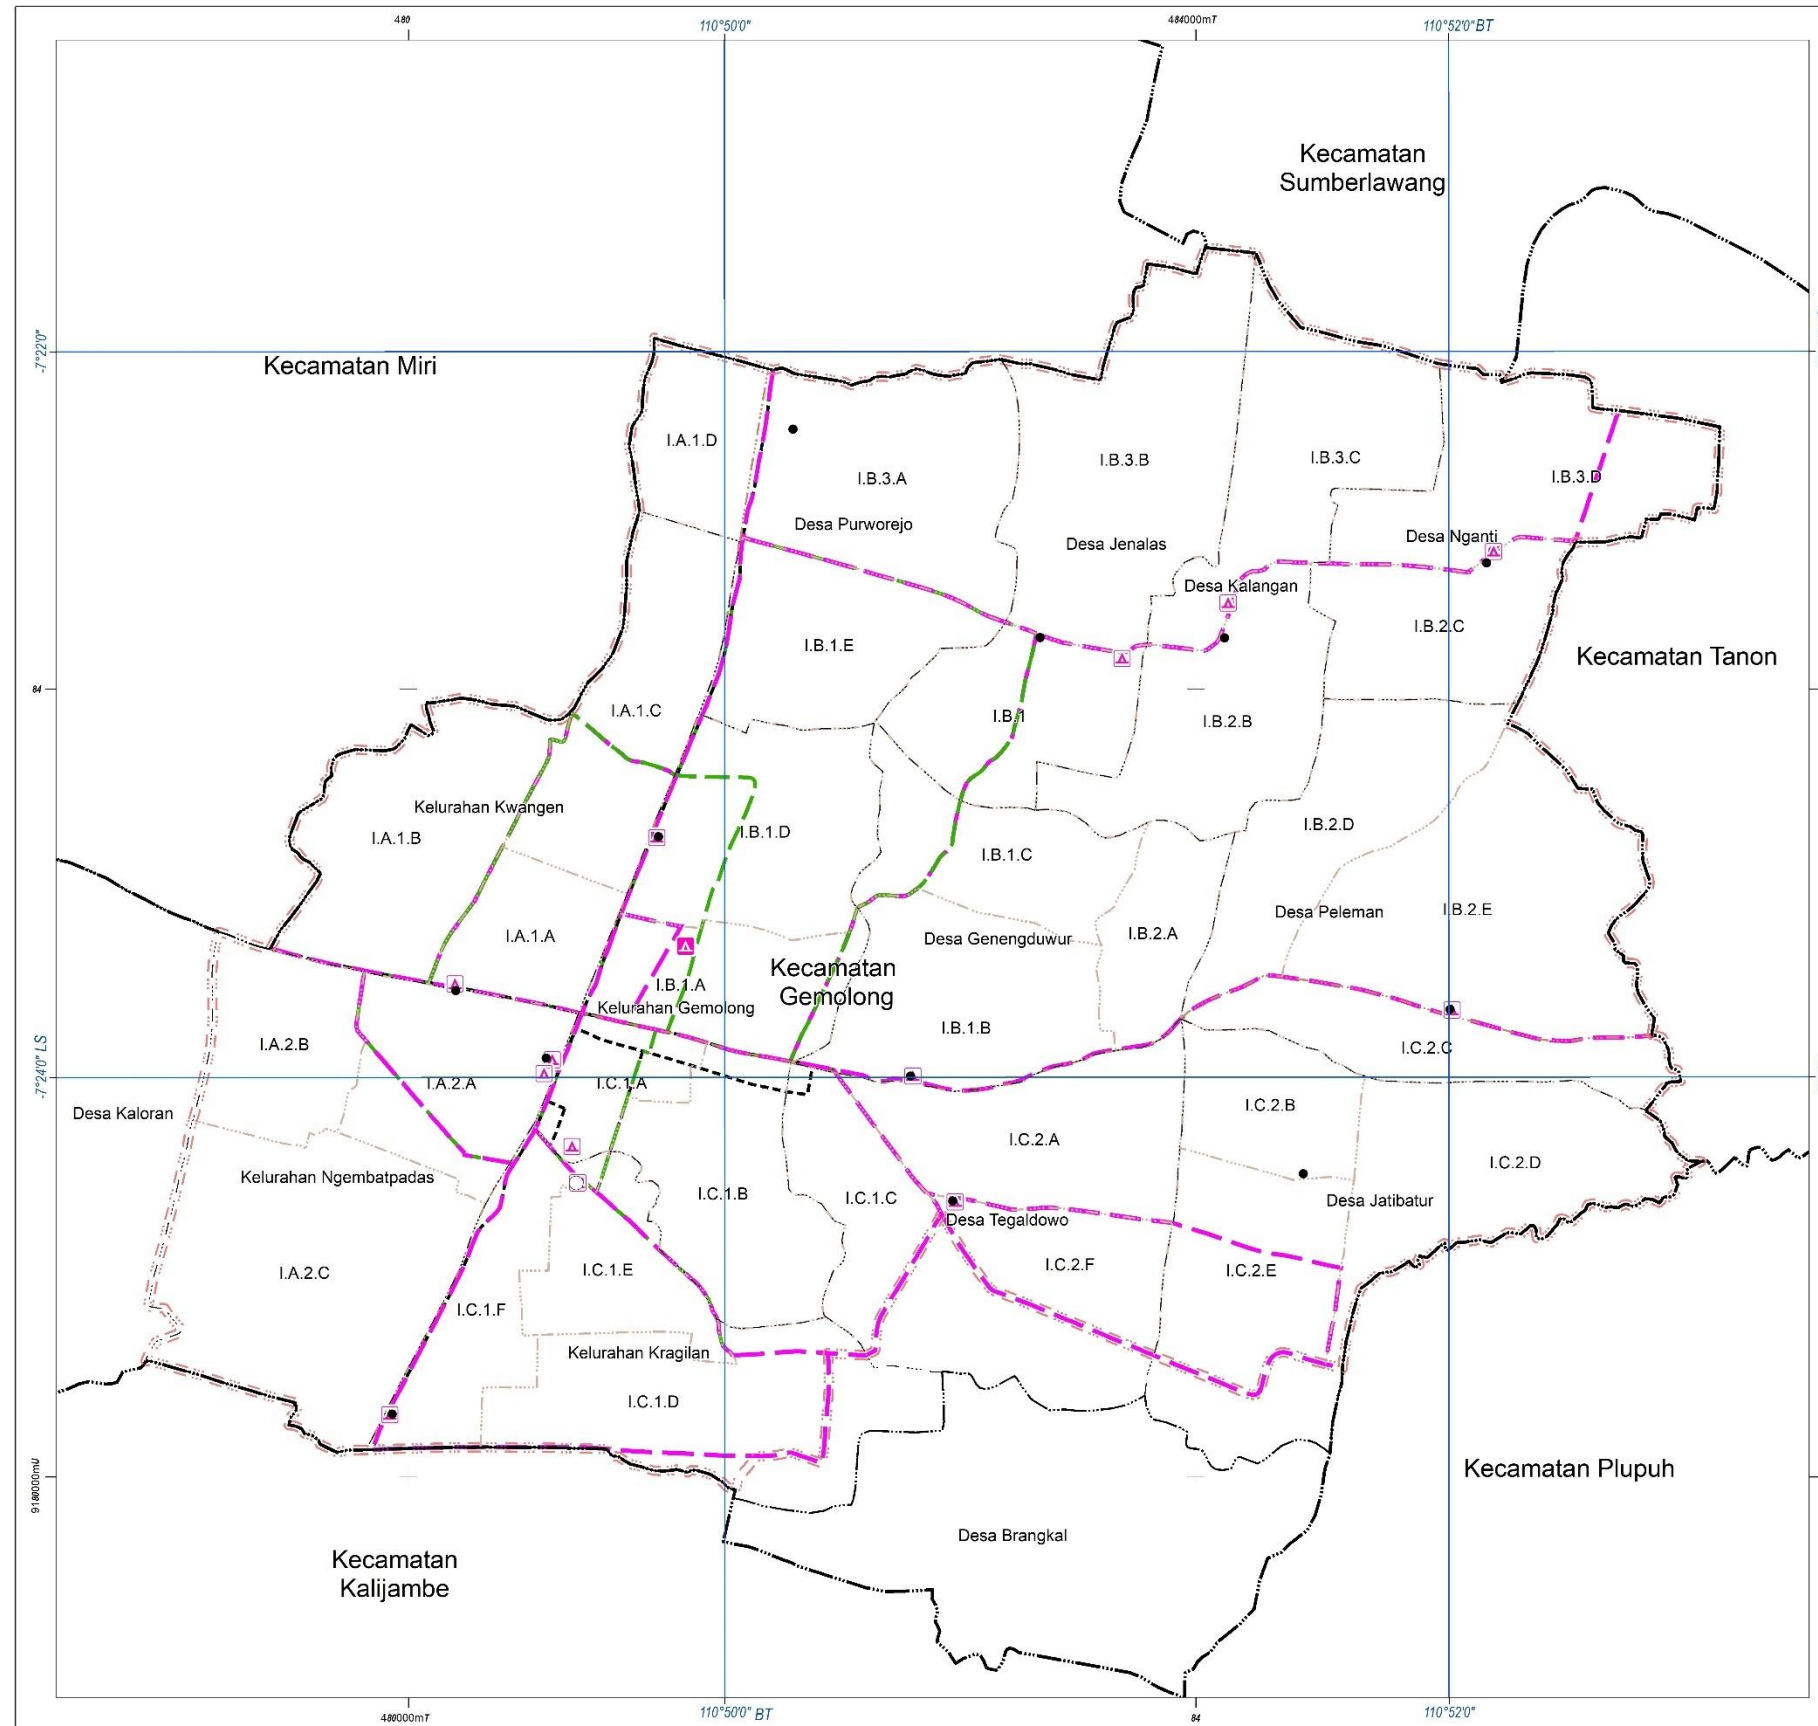 480
110°50'0"
484000mT
110°52'0" BT
Kecamatan
Sumberlawang
-7°22'0"
Kecamatan Miri
I.A.1.D
I.B.3.A
I.B.3.B
I.B.3.C
I.B.3.D
Desa Purworejo
Desa Jenalas
Desa Nganti
Desa Kalangan
I.B.1.E
I.B.2.C
Kecamatan Tanon
84
I.A.1.C
I.B.1
I.B.2.B
Kelurahan Kwangen
I.A.1.B
I.B.1.D
I.B.2.D
I.B.1.C
Desa Peleman
I.B.2.E
I.A.1.A
Desa Genengduwur
I.B.2.A
Kecamatan
Gemolong
I.B.1.A
Kelurahan Gemolong
I.B.1.B
I.A.2.B
I.C.2.C
-7°24'0" LS
I.A.2.A
I.C.1.A
Desa Kaloran
I.C.2.B
I.C.2.A
Kelurahan Ngembatpadas
I.C.1.B
I.C.1.C
I.C.2.D
Desa Jatibatur
Desa Tegaldowo
I.A.2.C
I.C.1.E
I.C.2.F
I.C.2.E
I.C.1.F
Kelurahan Kragilan
I.C.1.D
Kecamatan Plupuh
9180000mU
Desa Brangkal
Kecamatan
Kalijambe
480000mT
110°50'0" BT
84
110°52'0"